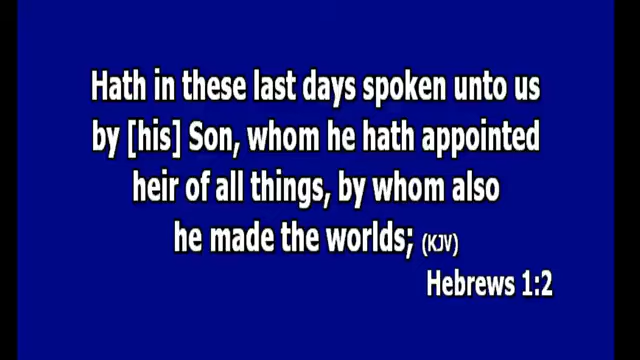 Hath in these last days spoken unto us
by [his] Son, whom he hath appointed
heir of all things, by whom also
he made the worlds; (KJV)
Hebrews 1:2